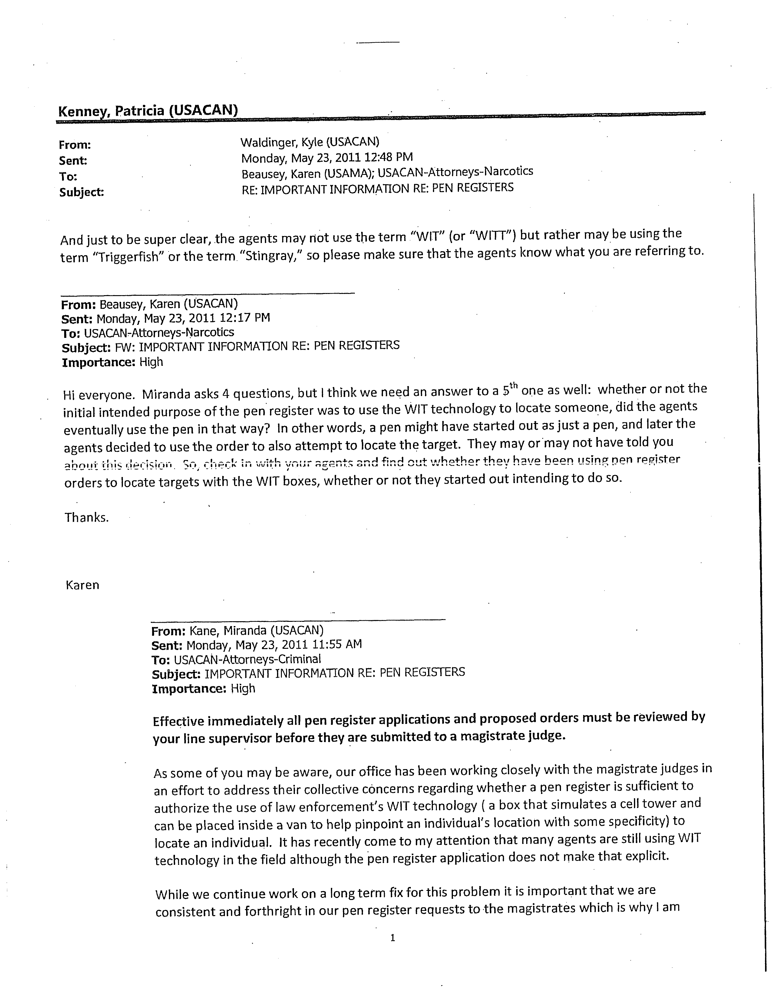 Kenney, Patricia (USACAN)
From: Waldinger, Kyle (USACAN)
Sent: Monday, May 23, 2011 12:48 PM
To: Beausey, Karen (USAMA); USACAN-Attorneys-Narcotics
Subject: RE: IMPORTANT INFORMATION RE: PEN REGISTERS
And just to be super clear, the agents may not use the term "WIT" (or "WITT") but rather may be using the
term "Triggerfish" or the term "Stingray," so please make sure that the agents know what you are referring to.
From: Beausey, Karen (USACAN)
Sent: Monday, May 23, 2011 12:17 PM
To: USACAN-Attorneys-Narcotics
Subject: FW: IMPORTANT INFORMATION RE: PEN REGISTERS
Importance: High
Hi everyone. Miranda asks 4 questions, but I think we need an answer to a 5th one as well: whether or not the
initial intended purpose of the pen register was to use the WIT technology to locate someone, did the agents
eventually use the pen in that way? In other words, a pen might have started out as just a pen, and later the
agents decided to use the order to also attempt to locate the target. They may or may not have told you
about this decision. So, check in with your agents and find out whether they have been using pen register
orders to locate targets with the WIT boxes, whether or not they started out intending to do so.
Thanks.
Karen
From: Kane, Miranda (USACAN)
Sent: Monday, May 23, 2011 11:55 AM
To: USACAN-Attorneys-Criminal
Subject: IMPORTANT INFORMATION RE: PEN REGISTERS
Importance: High
Effective immediately all pen register applications and proposed orders must be reviewed by
your line supervisor before they are submitted to a magistrate judge.
As some of you may be aware, our office has been working closely with the magistrate judges in
an effort to address their collective concerns regarding whether a pen register is sufficient to
authorize the use of law enforcement's WIT technology ( a box that simulates a cell tower and
can be placed inside a van to help pinpoint an individual's location with some specificity) to
locate an individual. It has recently come to my attention that many agents are still using WIT
technology in the field although the pen register application does not make that explicit.
While we continue work on a long term fix for this problem it is important that we are
consistent and forthright in our pen register requests to the magistrates which is why I am
1